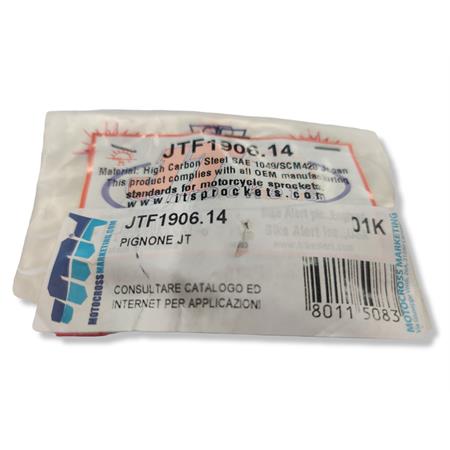 JTF1906.14
Material: High Carbon Steel SAE 1049/SCM420 Japan
This product complies with all OEM manufacturing
standards for motorcycle sprockets
www.jtsprockets.com
JTF1906.14
PIGNONE JT
01K
CONSULTARE CATALOGO ED
INTERNET PER APPLICAZIONI
8011 5083
MOTOCROSSMARKETING.COM
MOTOCROSS MARKETING